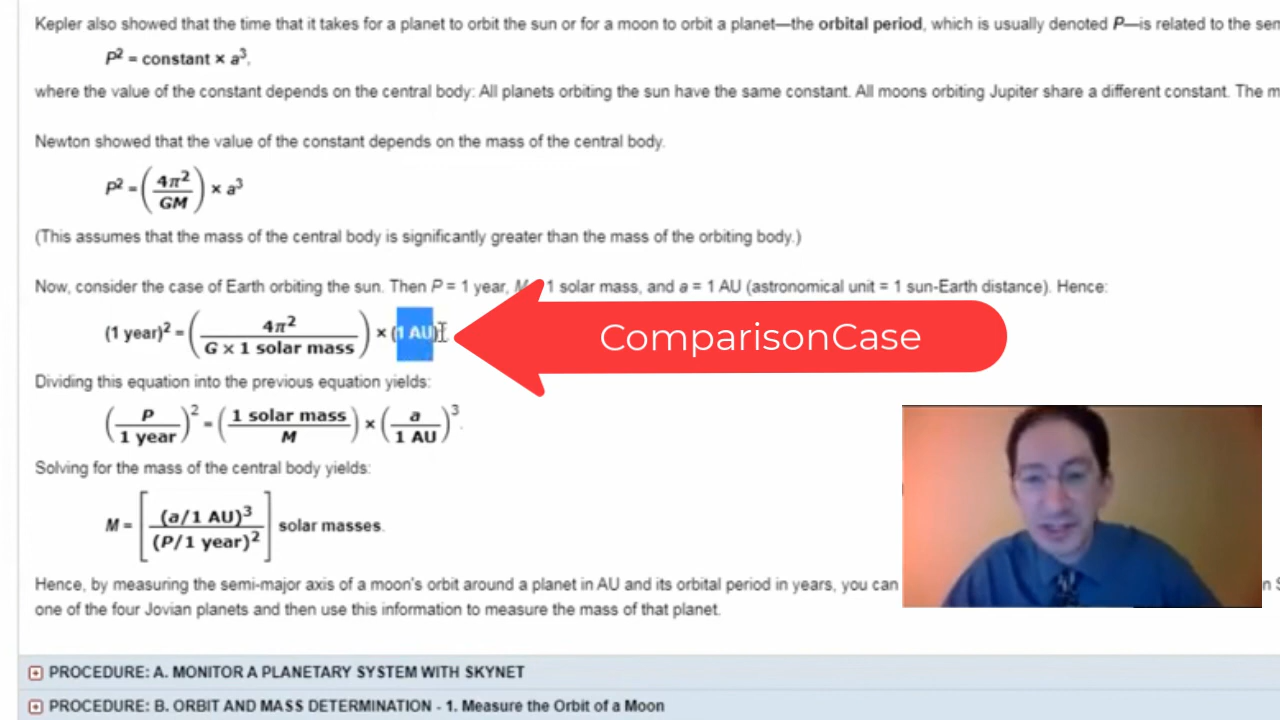 Kepler also showed that the time that it takes for a planet to orbit the sun or for a moon to orbit a planet—the orbital period, which is usually denoted P—is related to the
P² = constant × a³,
where the value of the constant depends on the central body: All planets orbiting the sun have the same constant. All moons orbiting Jupiter share a different constant. The
Newton showed that the value of the constant depends on the mass of the central body.
P² = (4π²/GM) × a³
(This assumes that the mass of the central body is significantly greater than the mass of the orbiting body.)
Now, consider the case of Earth orbiting the sun. Then P = 1 year, M 1 solar mass, and a = 1 AU (astronomical unit = 1 sun-Earth distance). Hence:
(1 year)² = (4π²/G x 1 solar mass) × (1 AU)
ComparisonCase
Dividing this equation into the previous equation yields:
(P/1 year)² = (1 solar mass/M) × (a/1 AU)³.
Solving for the mass of the central body yields:
M = [(a/1 AU)³/(P/1 year)²] solar masses.
Hence, by measuring the semi-major axis of a moon's orbit around a planet in AU and its orbital period in years, you can
one of the four Jovian planets and then use this information to measure the mass of that planet.
PROCEDURE: A. MONITOR A PLANETARY SYSTEM WITH SKYNET
PROCEDURE: B. ORBIT AND MASS DETERMINATION - 1. Measure the Orbit of a Moon